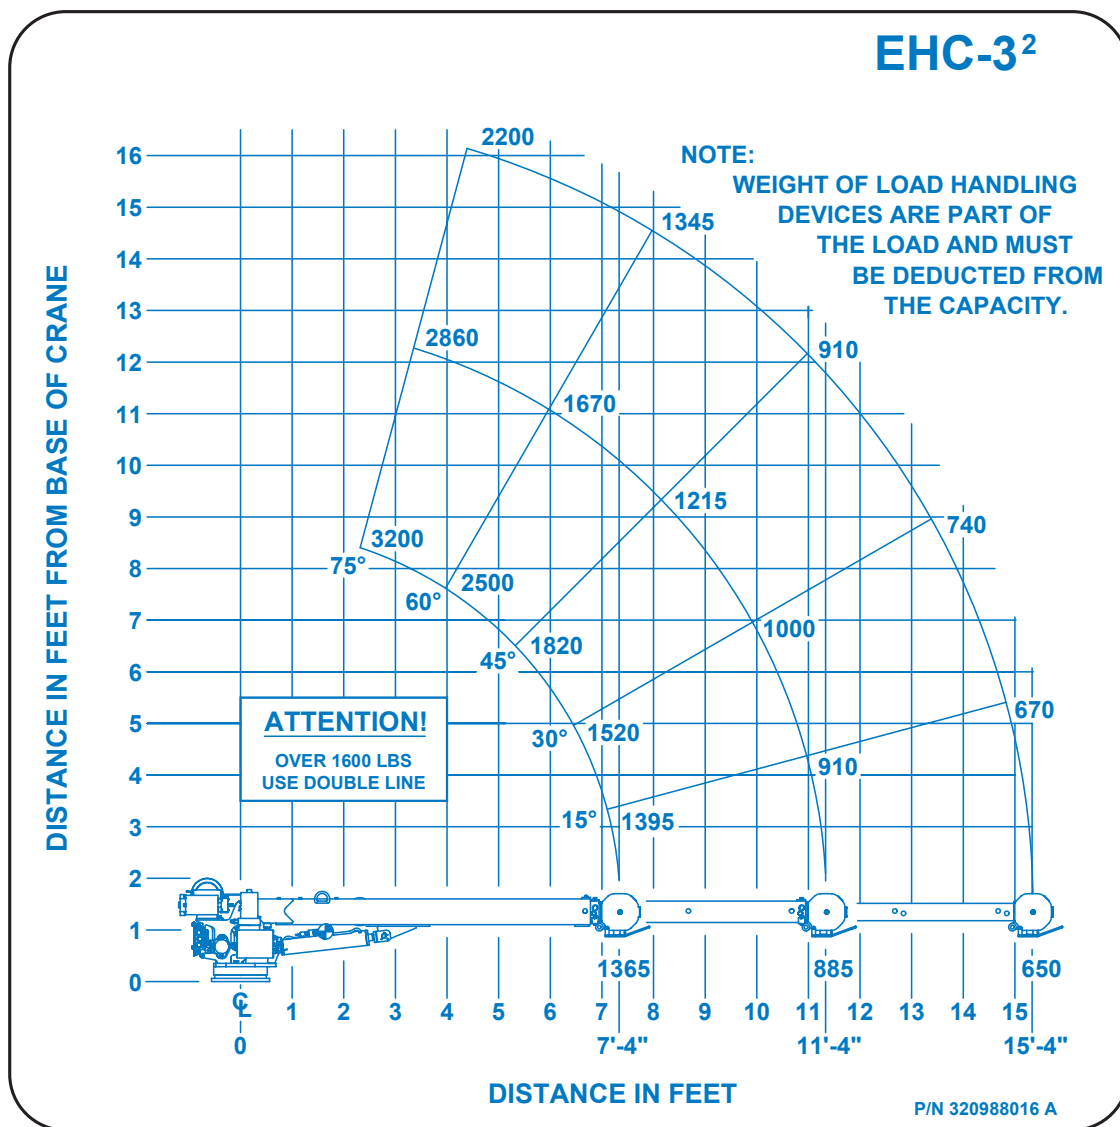 EHC-3²
NOTE:
WEIGHT OF LOAD HANDLING
DEVICES ARE PART OF
THE LOAD AND MUST
BE DEDUCTED FROM
THE CAPACITY.
DISTANCE IN FEET FROM BASE OF CRANE
16
15
14
13
12
11
10
9
8
7
6
5
4
3
2
1
0
2200
1345
910
740
670
2860
1670
1215
1000
910
3200
2500
1820
1520
1395
75°
60°
45°
30°
15°
ATTENTION!
OVER 1600 LBS
USE DOUBLE LINE
1365 885 650
℄ 1 2 3 4 5 6 7 8 9 10 11 12 13 14 15
0 7'-4" 11'-4" 15'-4"
DISTANCE IN FEET
P/N 320988016 A